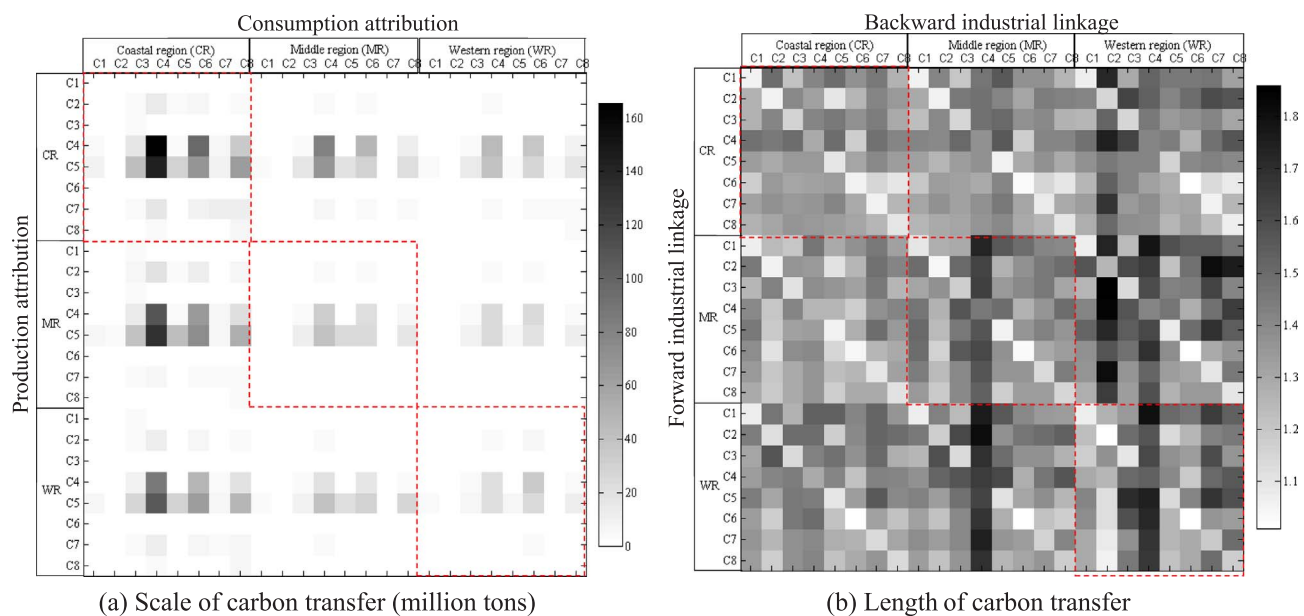 Consumption attribution
Coastal region (CR) Middle region (MR) Western region (WR)
C1 C2 C3 C4 C5 C6 C7 C8 C1 C2 C3 C4 C5 C6 C7 C8 C1 C2 C3 C4 C5 C6 C7 C8
Production attribution
CR
C1
C2
C3
C4
C5
C6
C7
C8
MR
C1
C2
C3
C4
C5
C6
C7
C8
WR
C1
C2
C3
C4
C5
C6
C7
C8
160
140
120
100
80
60
40
20
0
(a) Scale of carbon transfer (million tons)
Backward industrial linkage
Coastal region (CR) Middle region (MR) Western region (WR)
C1 C2 C3 C4 C5 C6 C7 C8 C1 C2 C3 C4 C5 C6 C7 C8 C1 C2 C3 C4 C5 C6 C7 C8
Forward industrial linkage
CR
C1
C2
C3
C4
C5
C6
C7
C8
MR
C1
C2
C3
C4
C5
C6
C7
C8
WR
C1
C2
C3
C4
C5
C6
C7
C8
1.8
1.7
1.6
1.5
1.4
1.3
1.2
1.1
(b) Length of carbon transfer